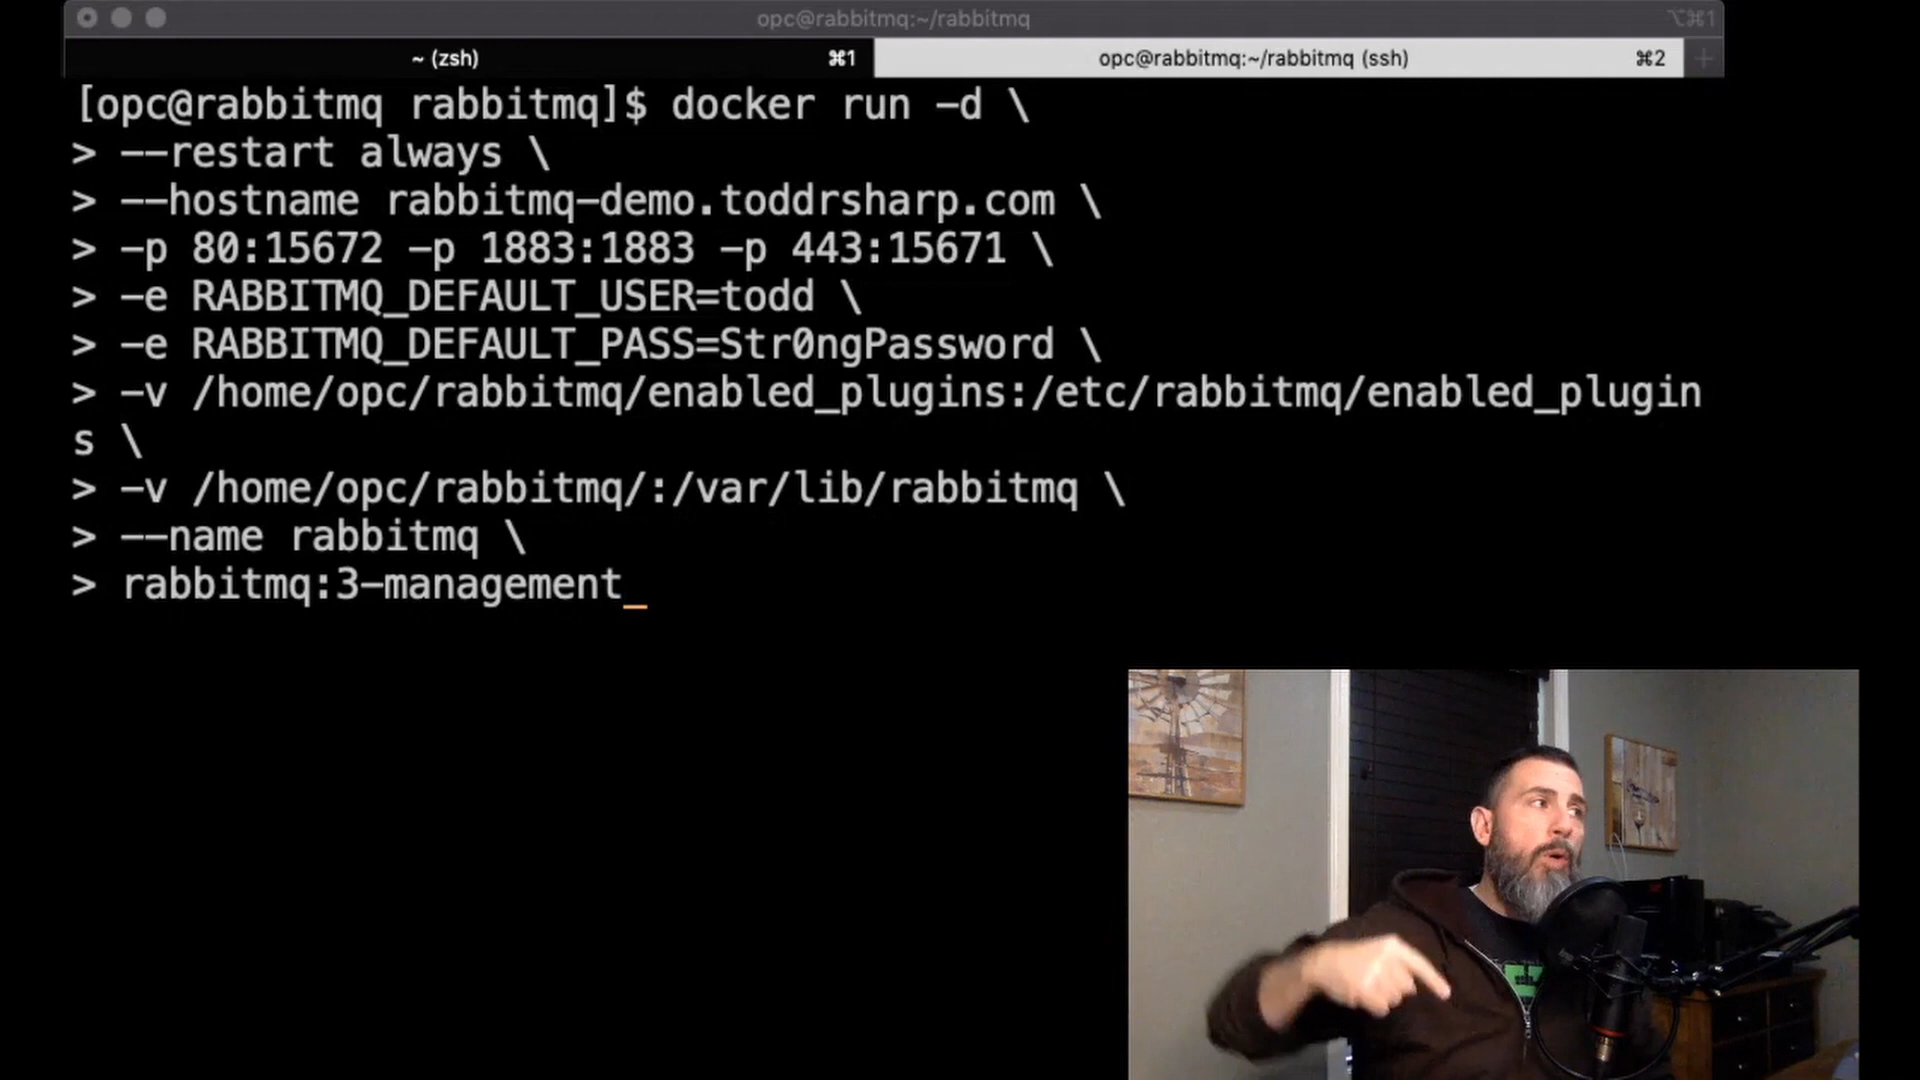 opc@rabbitmq:~/rabbitmq
⌥⌘1
~ (zsh)
⌘1
opc@rabbitmq:~/rabbitmq (ssh)
⌘2
+
[opc@rabbitmq rabbitmq]$ docker run -d \
> --restart always \
> --hostname rabbitmq-demo.toddrsharp.com \
> -p 80:15672 -p 1883:1883 -p 443:15671 \
> -e RABBITMQ_DEFAULT_USER=todd \
> -e RABBITMQ_DEFAULT_PASS=Str0ngPassword \
> -v /home/opc/rabbitmq/enabled_plugins:/etc/rabbitmq/enabled_plugin
s \
> -v /home/opc/rabbitmq/:/var/lib/rabbitmq \
> --name rabbitmq \
> rabbitmq:3-management_